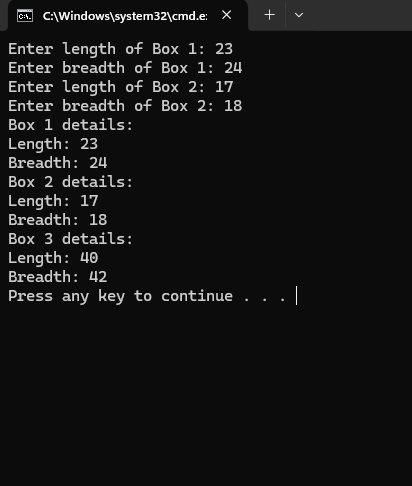 C:\Windows\system32\cmd.e:
Enter length of Box 1: 23
Enter breadth of Box 1: 24
Enter length of Box 2: 17
Enter breadth of Box 2: 18
Box 1 details:
Length: 23
Breadth: 24
Box 2 details:
Length: 17
Breadth: 18
Box 3 details:
Length: 40
Breadth: 42
Press any key to continue . . .